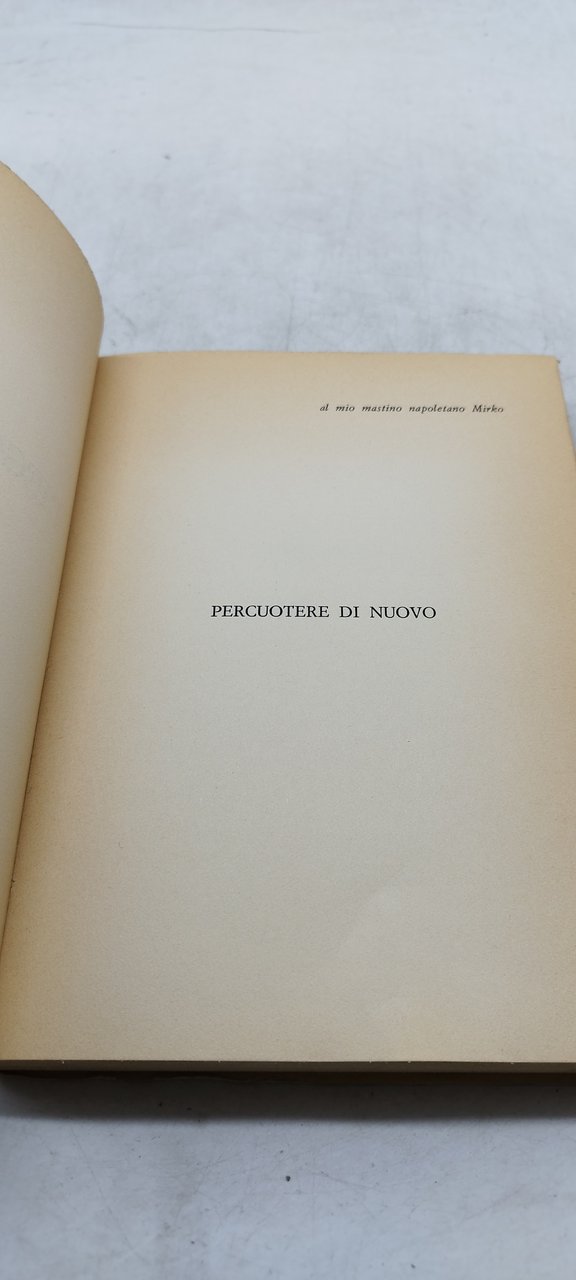 al mio mastino napoletano Mirko
PERCUOTERE DI NUOVO